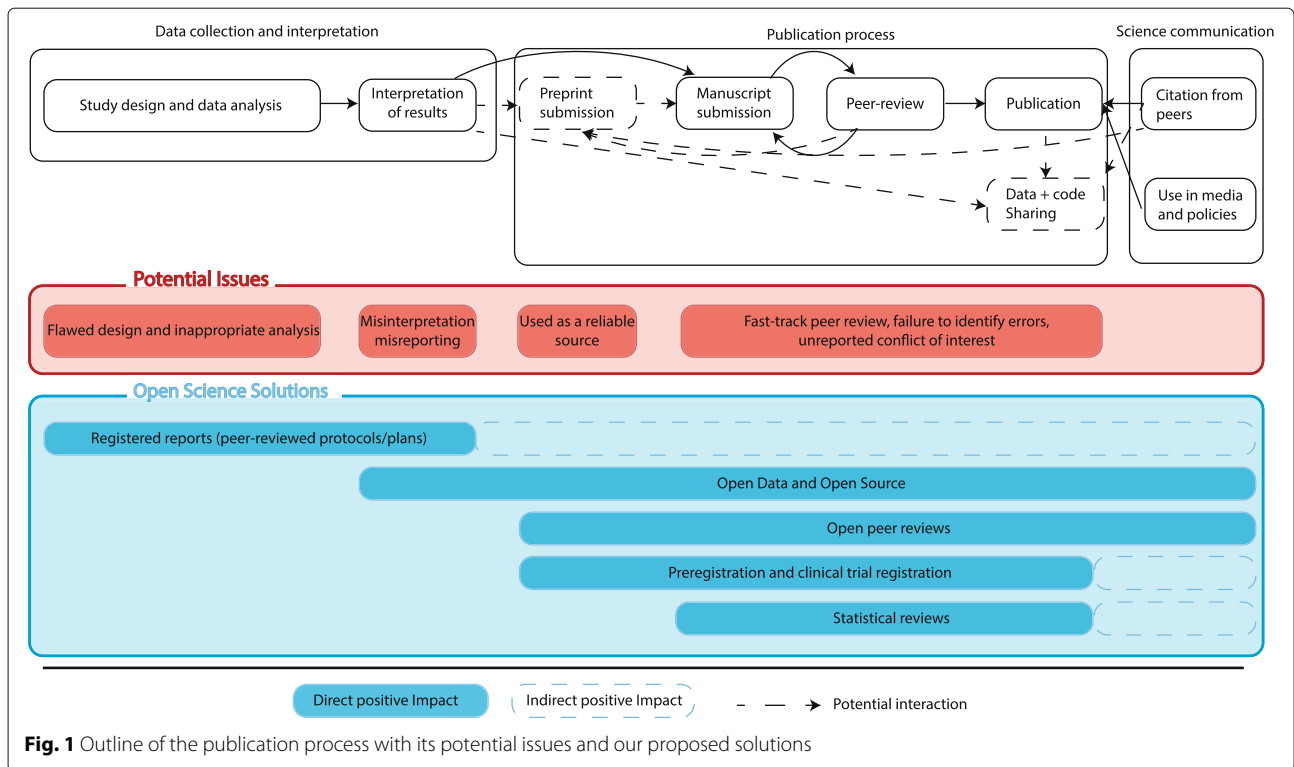 Data collection and interpretation
Publication process
Science communication
Study design and data analysis
Interpretation
of results
Preprint
submission
Manuscript
submission
Peer-review
Publication
Citation from
peers
Data + code
Sharing
Use in media
and policies
Potential Issues
Flawed design and inappropriate analysis
Misinterpretation
misreporting
Used as a reliable
source
Fast-track peer review, failure to identify errors,
unreported conflict of interest
Open Science Solutions
Registered reports (peer-reviewed protocols/plans)
Open Data and Open Source
Open peer reviews
Preregistration and clinical trial registration
Statistical reviews
Direct positive Impact
Indirect positive Impact
Potential interaction
Fig. 1 Outline of the publication process with its potential issues and our proposed solutions